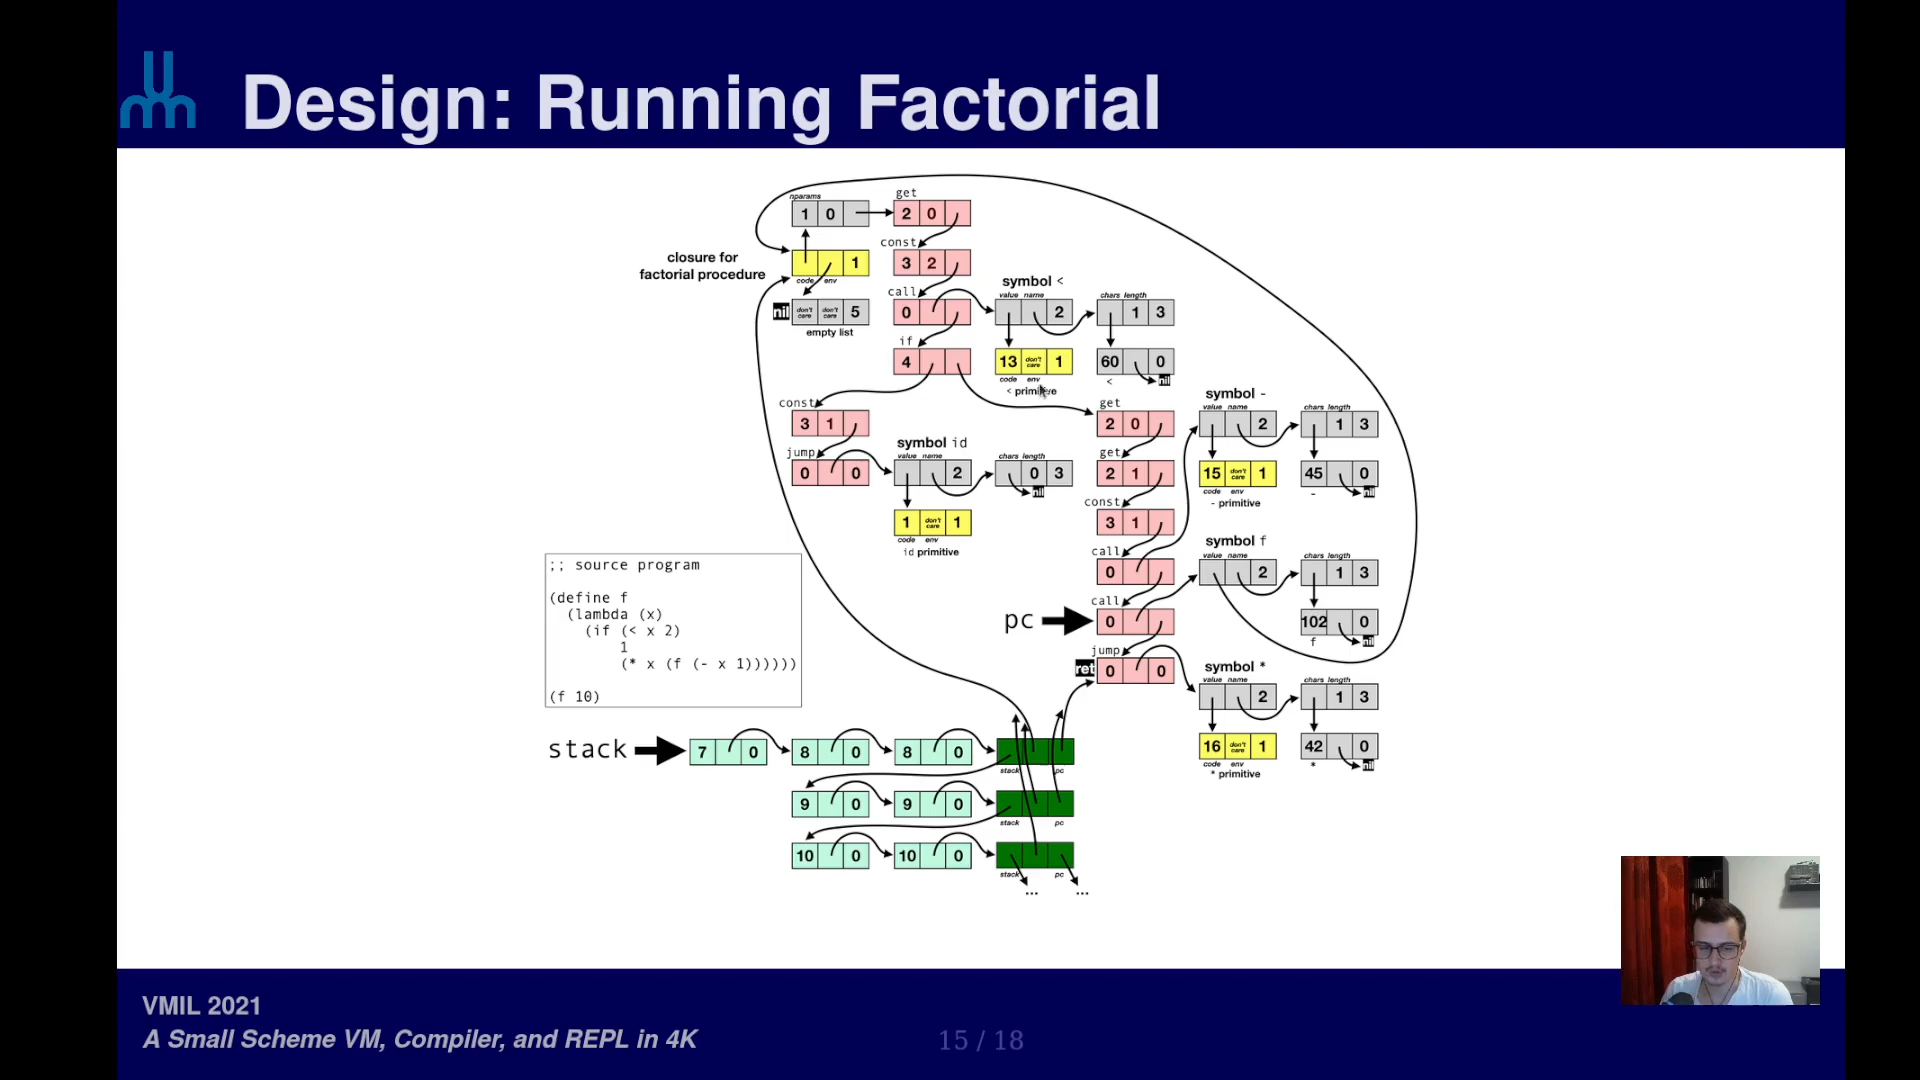 Design: Running Factorial
nparams
1 0
get
2 0
const
3 2
closure for
factorial procedure
1
code env
call
0
symbol <
value name
2
chars length
1 3
nil
don't care
don't care
5
empty list
if
4
13 don't care 1
code env
< primitive
60 0
<
nil
const
3 1
jump
0 0
symbol id
value name
2
chars length
0 3
nil
1 don't care 1
code env
id primitive
get
2 0
get
2 1
const
3 1
call
0
pc
call
0
ret
jump
0 0
symbol -
value name
2
chars length
1 3
15 don't care 1
code env
- primitive
45 0
-
nil
symbol f
value name
2
chars length
1 3
102 0
f
nil
symbol *
value name
2
chars length
1 3
16 don't care 1
code env
* primitive
42 0
*
nil
;; source program
(define f
(lambda (x)
(if (< x 2)
1
(* x (f (- x 1))))))
(f 10)
stack
7 0
8 0
8 0
stack pc
9 0
9 0
stack pc
10 0
10 0
stack pc
... ...
VMIL 2021
A Small Scheme VM, Compiler, and REPL in 4K
15 / 18